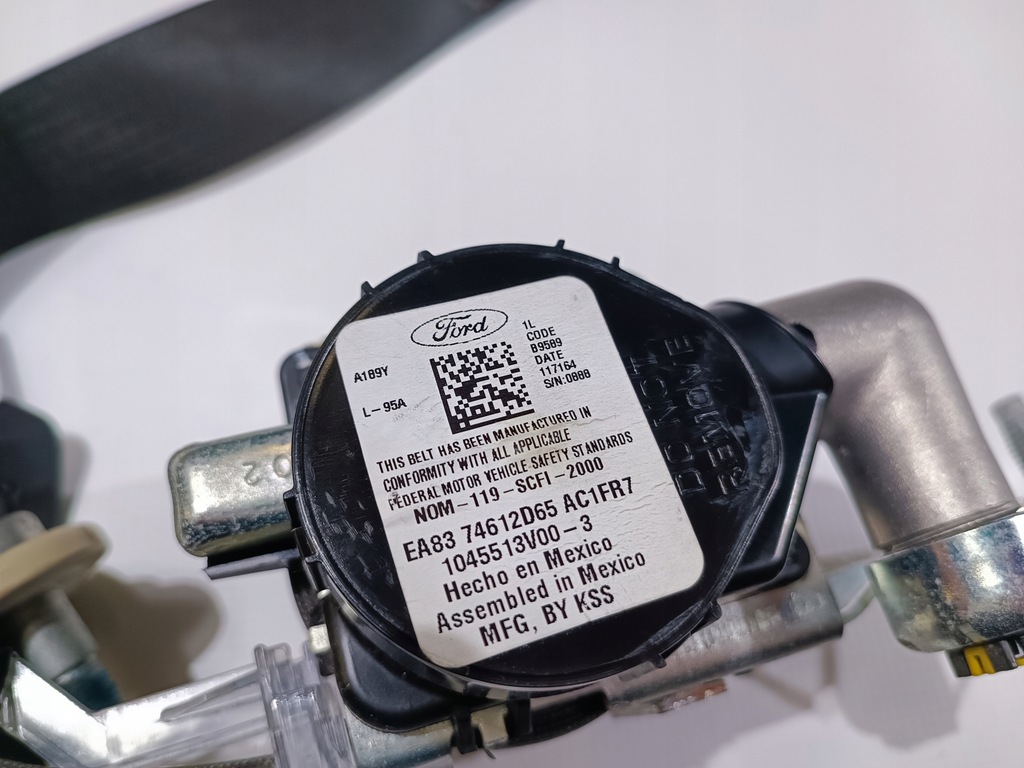 Ford
1L
CODE
B9589
DATE
117164
S/N:0888
A189Y
L-95A
THIS BELT HAS BEEN MANUFACTURED IN
CONFORMITY WITH ALL APPLICABLE
FEDERAL MOTOR VEHICLE SAFETY STANDARDS
NOM-119-SCFI-2000
EA83 74612D65 AC1FR7
1045513V00-3
Hecho en Mexico
Assembled in Mexico
MFG, BY KSS
DO NOT
REMOVE